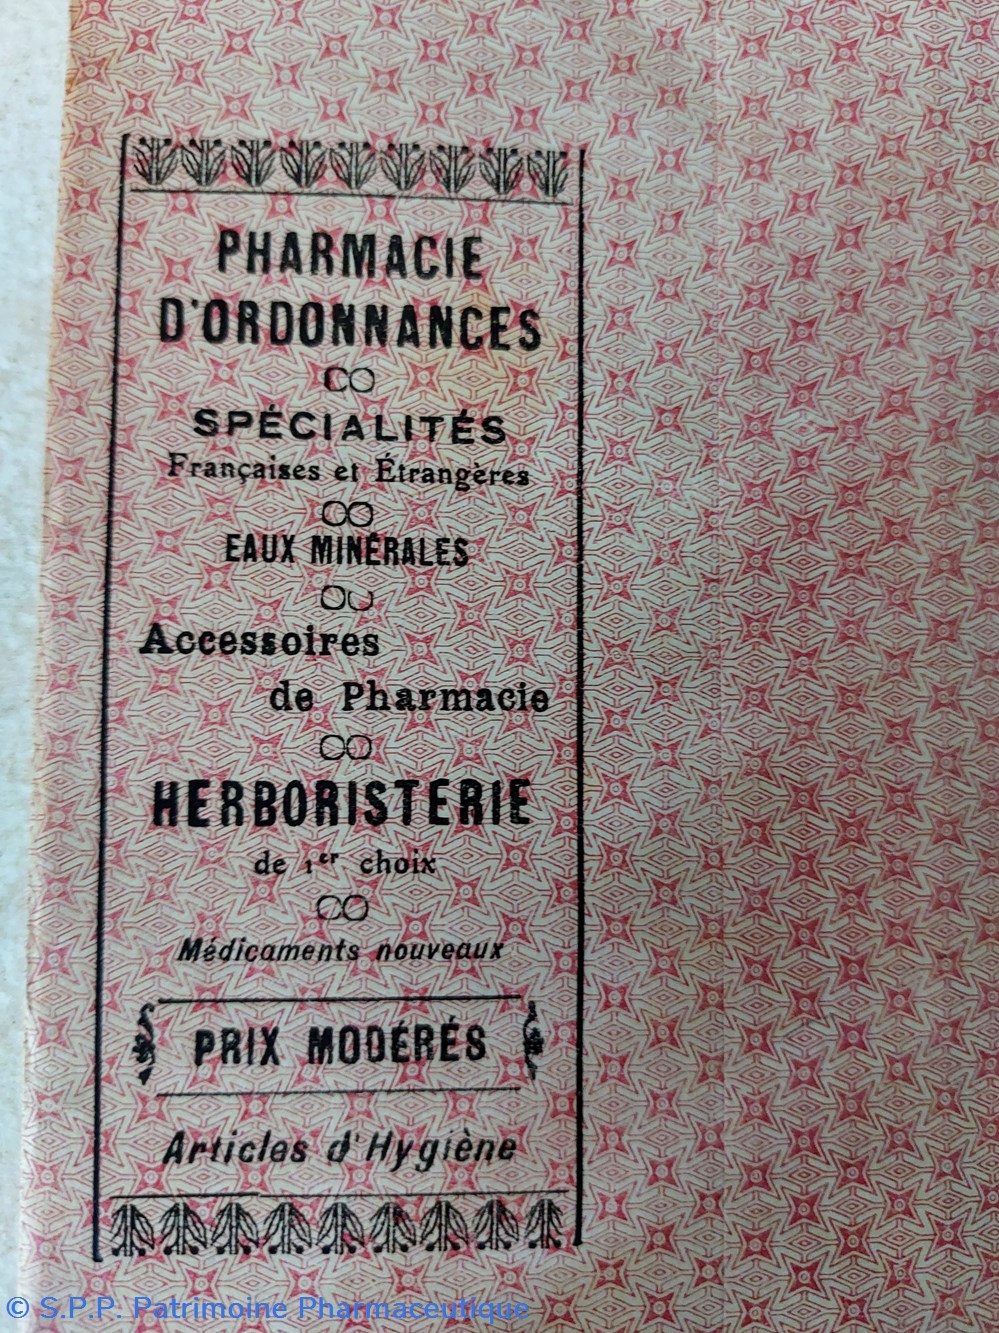 PHARMACIE
D'ORDONNANCES
SPÉCIALITÉS
Françaises et Étrangères
EAUX MINÉRALES
Accessoires
de Pharmacie
HERBORISTERIE
de 1er choix
Médicaments nouveaux
PRIX MODÉRÉS
Articles d'Hygiène
© S.P.P. Patrimoine Pharmaceutique